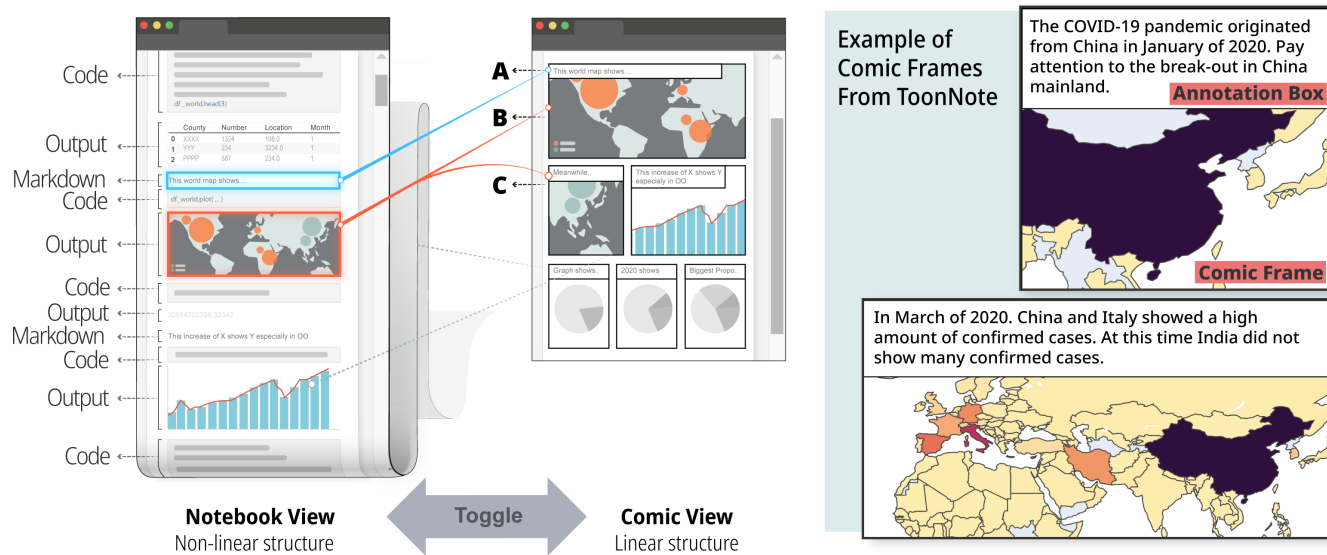 Code
df_world.head(3)
Output
County Number Location Month
0 XXXX 1324 198.0 1
1 YYY 234 3234.0 1
2 PPPP 587 234.0 1
Markdown
This world map shows....
Code
df_world.plot( ... )
Output
Code
Output
30984702398.32342
Markdown
This increase of X shows Y especially in OO
Code
Output
Code
Notebook View
Non-linear structure
Toggle
A
This world map shows....
B
C
Meanwhile..
This increase of X shows Y
especialy in OO
Graph shows..
2020 shows
Biggest Propo..
Comic View
Linear structure
Example of
Comic Frames
From ToonNote
The COVID-19 pandemic originated
from China in January of 2020. Pay
attention to the break-out in China
mainland.
Annotation Box
Comic Frame
In March of 2020. China and Italy showed a high
amount of confirmed cases. At this time India did not
show many confirmed cases.